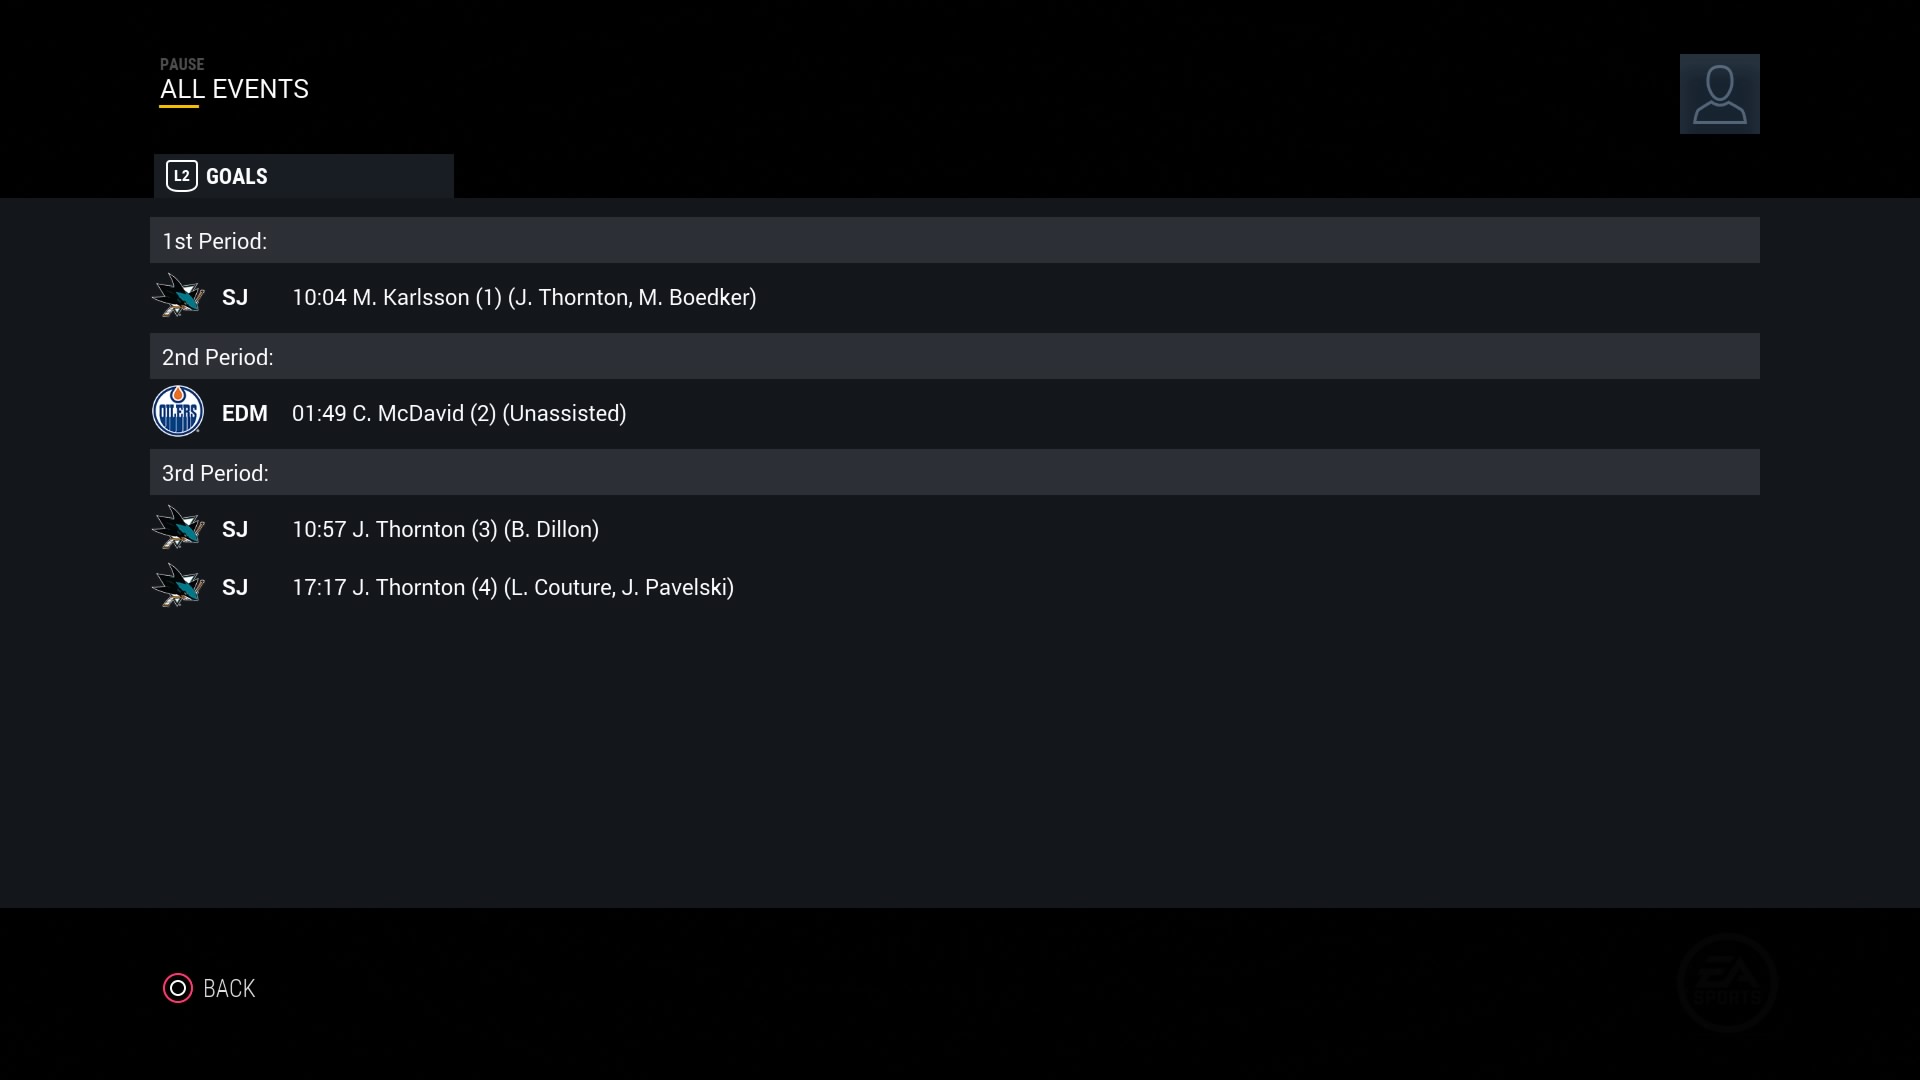 PAUSE
ALL EVENTS
L2 GOALS
1st Period:
SJ 10:04 M. Karlsson (1) (J. Thornton, M. Boedker)
2nd Period:
OILERS EDM 01:49 C. McDavid (2) (Unassisted)
3rd Period:
SJ 10:57 J. Thornton (3) (B. Dillon)
SJ 17:17 J. Thornton (4) (L. Couture, J. Pavelski)
BACK
EA
SPORTS